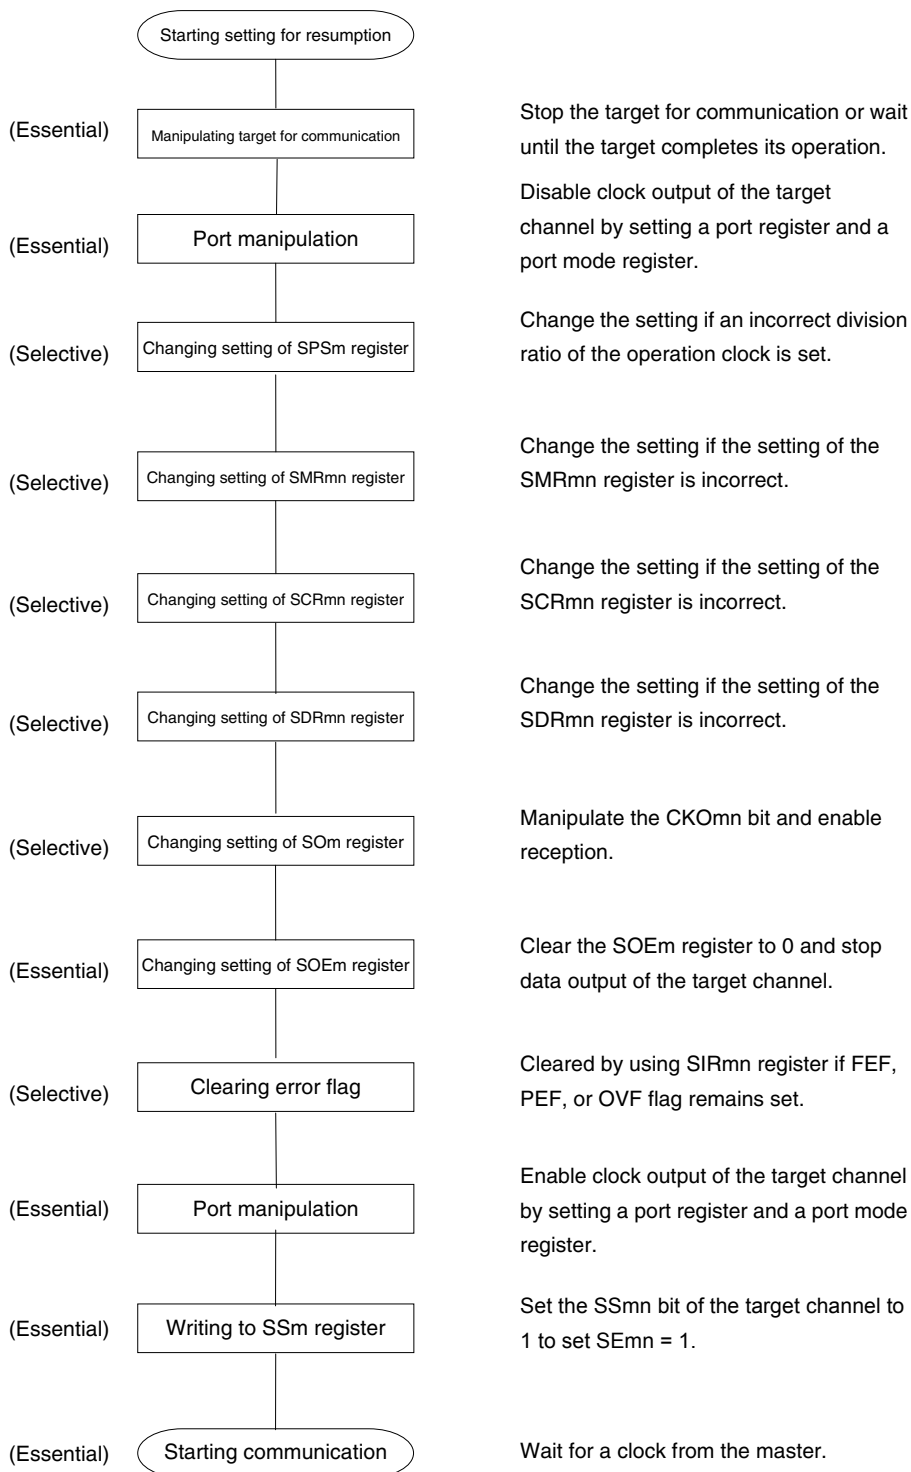 Starting setting for resumption
(Essential)
Manipulating target for communication
Stop the target for communication or wait
until the target completes its operation.
(Essential)
Port manipulation
Disable clock output of the target
channel by setting a port register and a
port mode register.
(Selective)
Changing setting of SPSm register
Change the setting if an incorrect division
ratio of the operation clock is set.
(Selective)
Changing setting of SMRmn register
Change the setting if the setting of the
SMRmn register is incorrect.
(Selective)
Changing setting of SCRmn register
Change the setting if the setting of the
SCRmn register is incorrect.
(Selective)
Changing setting of SDRmn register
Change the setting if the setting of the
SDRmn register is incorrect.
(Selective)
Changing setting of SOm register
Manipulate the CKOmn bit and enable
reception.
(Essential)
Changing setting of SOEm register
Clear the SOEm register to 0 and stop
data output of the target channel.
(Selective)
Clearing error flag
Cleared by using SIRmn register if FEF,
PEF, or OVF flag remains set.
(Essential)
Port manipulation
Enable clock output of the target channel
by setting a port register and a port mode
register.
(Essential)
Writing to SSm register
Set the SSmn bit of the target channel to
1 to set SEmn = 1.
(Essential)
Starting communication
Wait for a clock from the master.